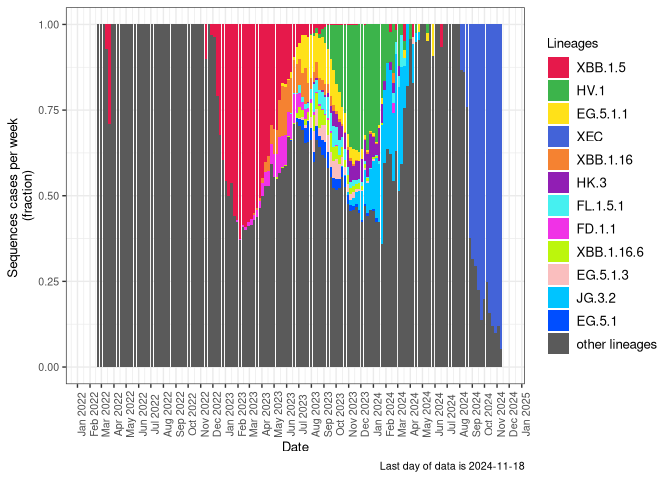 Lineages
XBB.1.5
HV.1
EG.5.1.1
XEC
XBB.1.16
HK.3
FL.1.5.1
FD.1.1
XBB.1.16.6
EG.5.1.3
JG.3.2
EG.5.1
other lineages
Sequences cases per week
(fraction)
1.00
0.75
0.50
0.25
0.00
Jan 2022
Feb 2022
Mar 2022
Apr 2022
May 2022
Jun 2022
Jul 2022
Aug 2022
Sep 2022
Oct 2022
Nov 2022
Dec 2022
Jan 2023
Feb 2023
Mar 2023
Apr 2023
May 2023
Jun 2023
Jul 2023
Aug 2023
Sep 2023
Oct 2023
Nov 2023
Dec 2023
Jan 2024
Feb 2024
Mar 2024
Apr 2024
May 2024
Jun 2024
Jul 2024
Aug 2024
Sep 2024
Oct 2024
Nov 2024
Jan 2025
Date
Last day of data is 2024-11-18